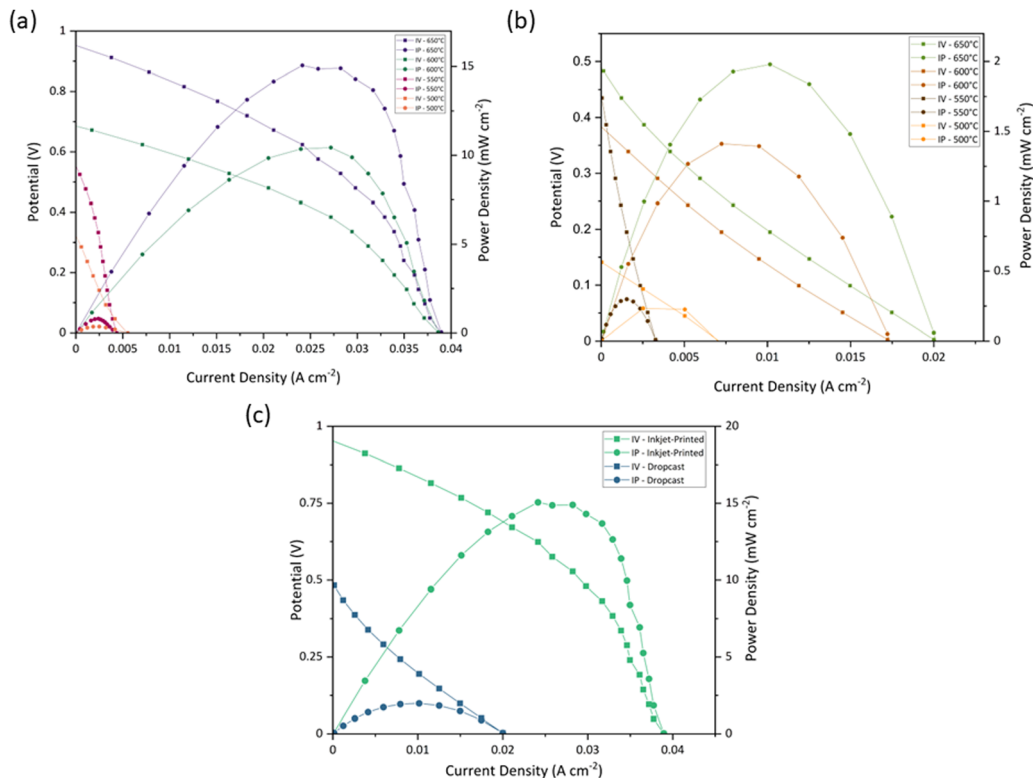 (a)
1
0.8
0.6
0.4
0.2
0
Potential (V)
0
0.005
0.01
0.015
0.02
0.025
0.03
0.035
0.04
Current Density (A cm-2)
15
10
5
0
Power Density (mW cm-2)
IV - 650°C
IP - 650°C
IV - 600°C
IP - 600°C
IV - 550°C
IP - 550°C
IV - 500°C
IP - 500°C
(b)
0.5
0.4
0.3
0.2
0.1
0
Potential (V)
0
0.005
0.01
0.015
0.02
Current Density (A cm-2)
2
1.5
1
0.5
0
Power Density (mW cm-2)
IV - 650°C
IP - 650°C
IV - 600°C
IP - 600°C
IV - 550°C
IP - 550°C
IV - 500°C
IP - 500°C
(c)
1
0.75
0.5
0.25
0
Potential (V)
0
0.01
0.02
0.03
0.04
Current Density (A cm-2)
20
15
10
5
0
Power Density (mW cm-2)
IV - Inkjet-Printed
IP - Inkjet-Printed
IV - Dropcast
IP - Dropcast